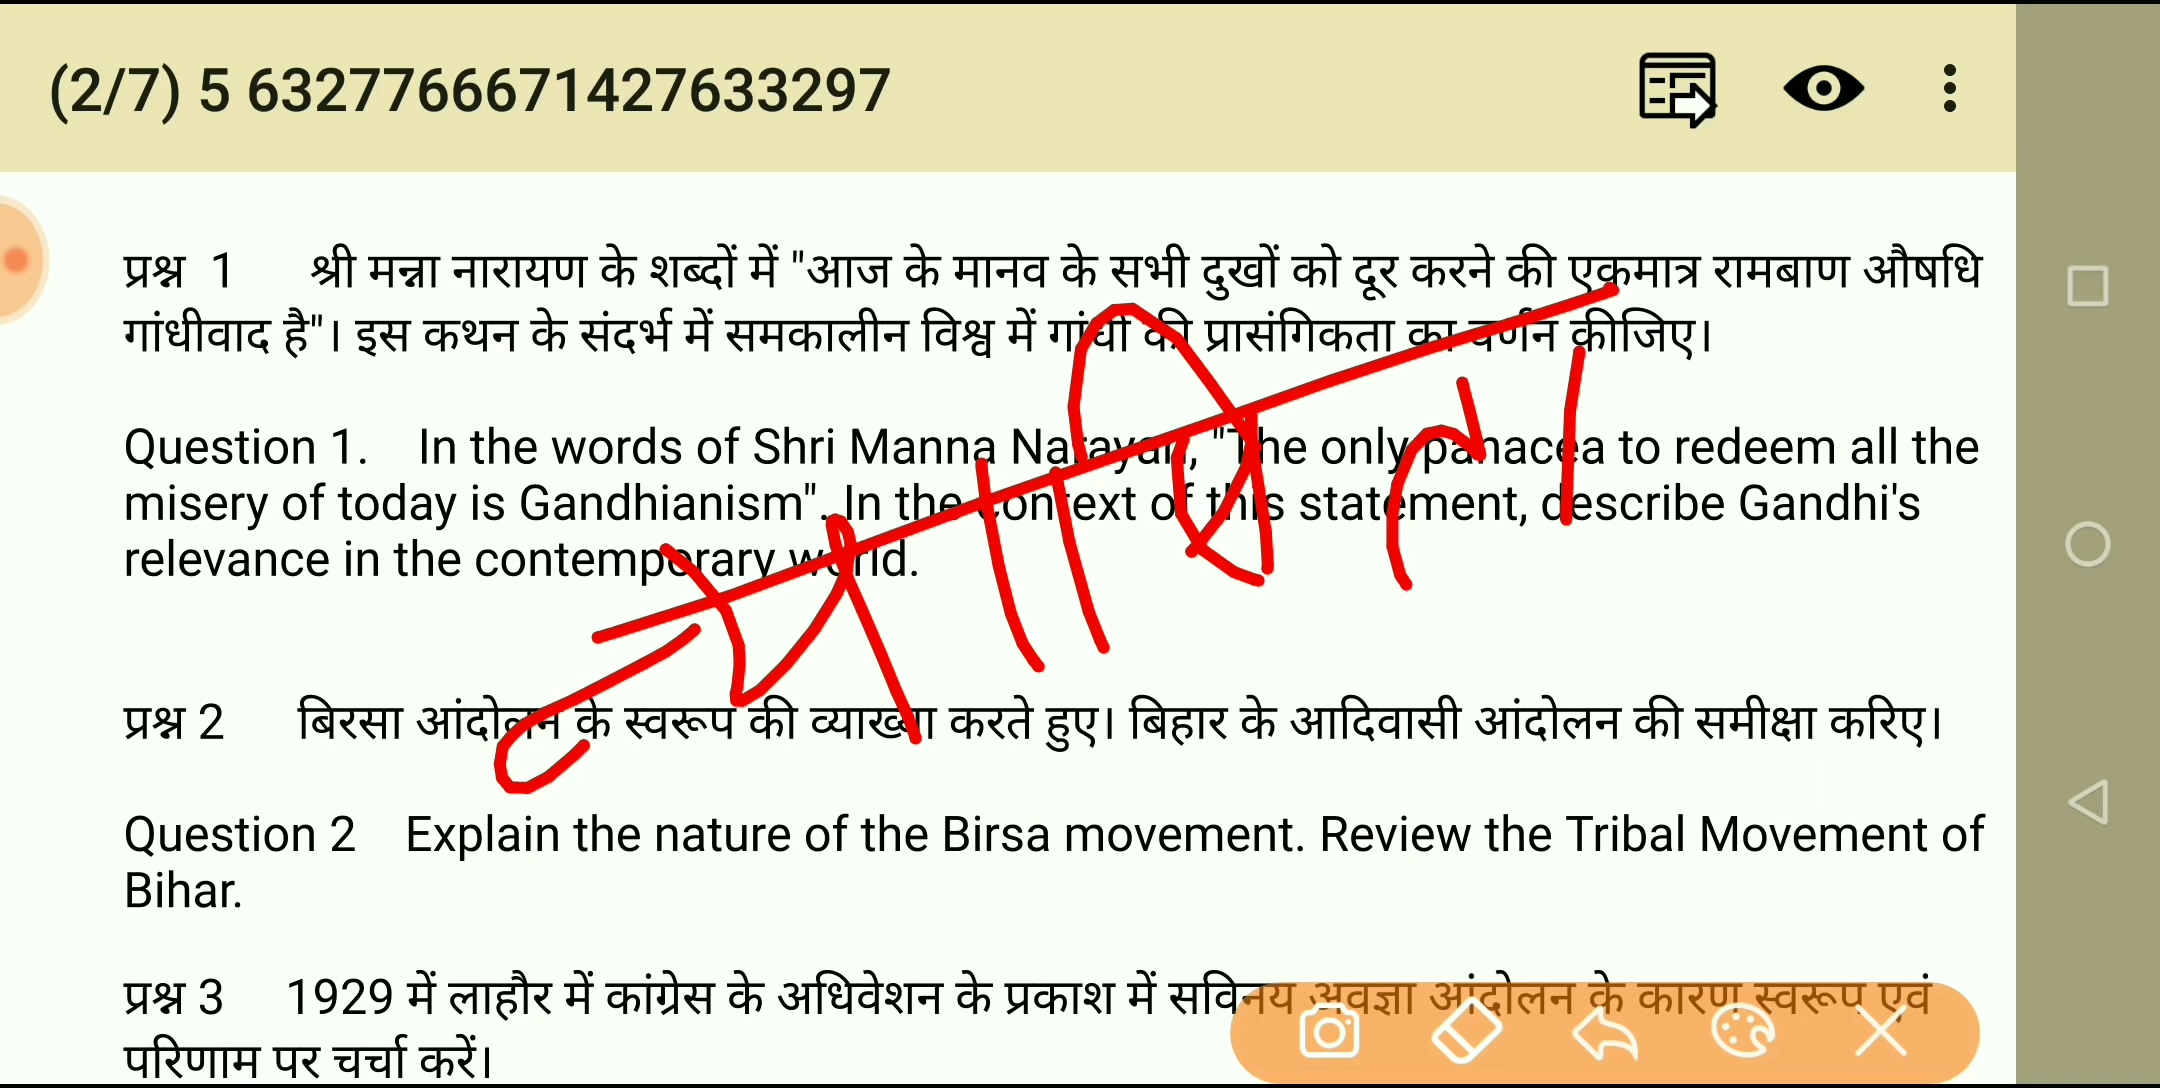 (2/7) 5 6327766671427633297
प्रश्न 1 श्री मन्ना नारायण के शब्दों में "आज के मानव के सभी दुखों को दूर करने की एकमात्र रामबाण औषधि
गांधीवाद है"। इस कथन के संदर्भ में समकालीन विश्व में गांधी की प्रासंगिकता का वर्णन कीजिए।
Question 1. In the words of Shri Manna Narayan, "The only panacea to redeem all the
misery of today is Gandhianism". In the context of this statement, describe Gandhi's
relevance in the contemporary world.
प्रश्न 2 बिरसा आंदोलन के स्वरूप की व्याख्या करते हुए। बिहार के आदिवासी आंदोलन की समीक्षा करिए।
Question 2 Explain the nature of the Birsa movement. Review the Tribal Movement of
Bihar.
प्रश्न 3 1929 में लाहौर में कांग्रेस के अधिवेशन के प्रकाश में सविनय अवज्ञा आंदोलन के कारण स्वरूप एवं
परिणाम पर चर्चा करें।